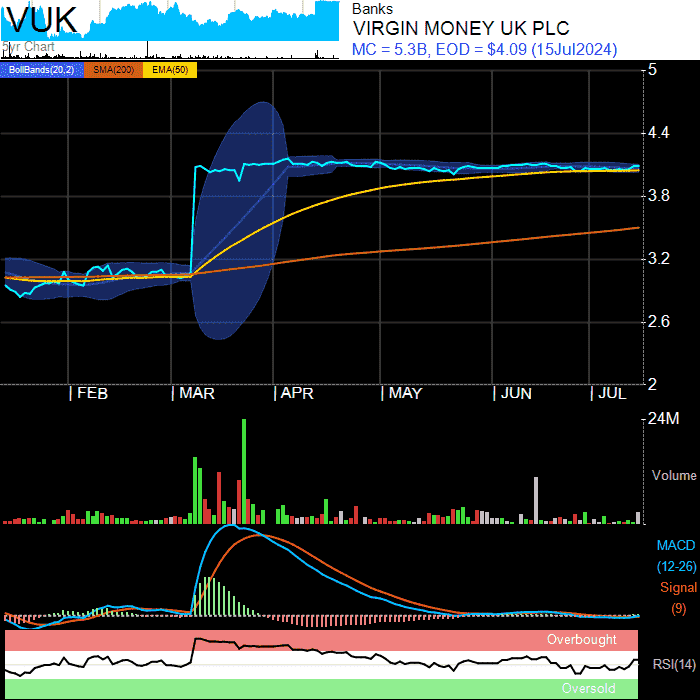 VUK
5yr Chart
Banks
VIRGIN MONEY UK PLC
MC = 5.3B, EOD = $4.09 (15Jul2024)
BollBands(20,2) SMA(200) EMA(50)
5
4.4
3.8
3.2
2.6
2
FEB MAR APR MAY JUN JUL
24M
Volume
MACD
(12-26)
Signal
(9)
Overbought
RSI(14)
Oversold